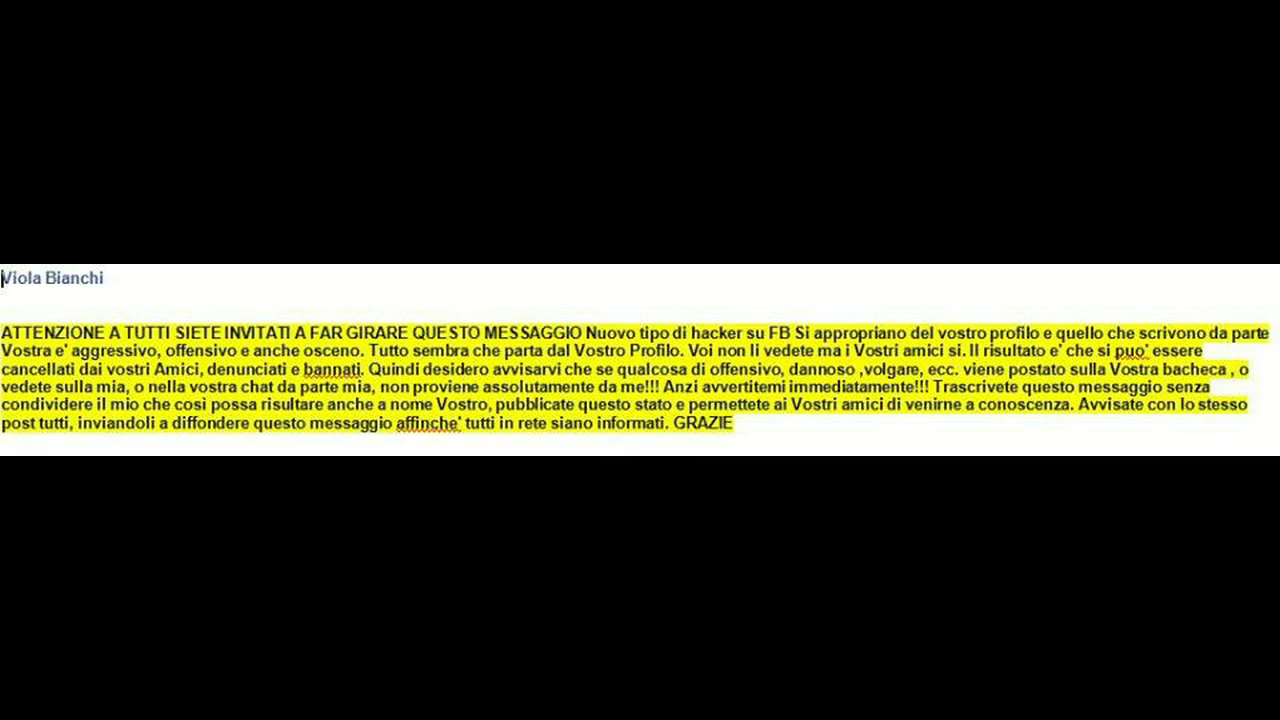 Viola Bianchi
ATTENZIONE A TUTTI SIETE INVITATI A FAR GIRARE QUESTO MESSAGGIO Nuovo tipo di hacker su FB Si appropriano del vostro profilo e quello che scrivono da parte
Vostra e' aggressivo, offensivo e anche osceno. Tutto sembra che parta dal Vostro Profilo. Voi non li vedete ma i Vostri amici si. Il risultato e' che si puo' essere
cancellati dai vostri Amici, denunciati e bannati. Quindi desidero avvisarvi che se qualcosa di offensivo, dannoso ,volgare, ecc. viene postato sulla Vostra bacheca , o
vedete sulla mia, o nella vostra chat da parte mia, non proviene assolutamente da me!!! Anzi avvertitemi immediatamente!!! Trascrivete questo messaggio senza
condividere il mio che così possa risultare anche a nome Vostro, pubblicate questo stato e permettete ai Vostri amici di venirne a conoscenza. Avvisate con lo stesso
post tutti, inviandoli a diffondere questo messaggio affinche' tutti in rete siano informati. GRAZIE